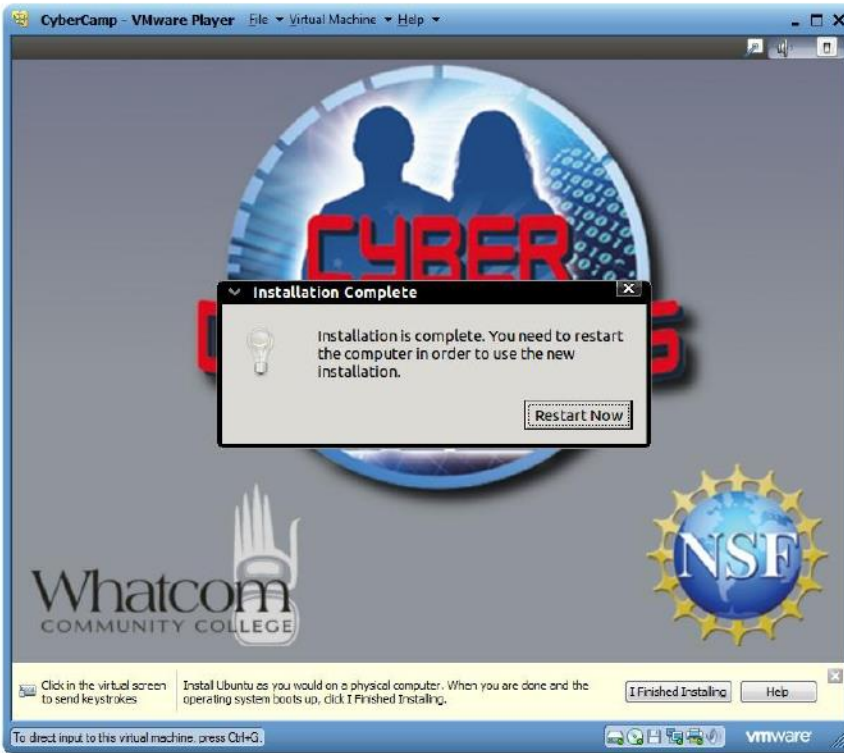 CyberCamp - VMware Player File Virtual Machine Help
CYBER
Installation Complete
Installation is complete. You need to restart
the computer in order to use the new
installation.
Restart Now
Whatcom
COMMUNITY COLLEGE
NSF
Click in the virtual screen
to send keystrokes
Install Ubuntu as you would on a physical computer. When you are done and the
operating system boots up, click I Finished Installing.
I Finished Installing
Help
To direct input to this virtual machine, press Ctrl+G.
vmware